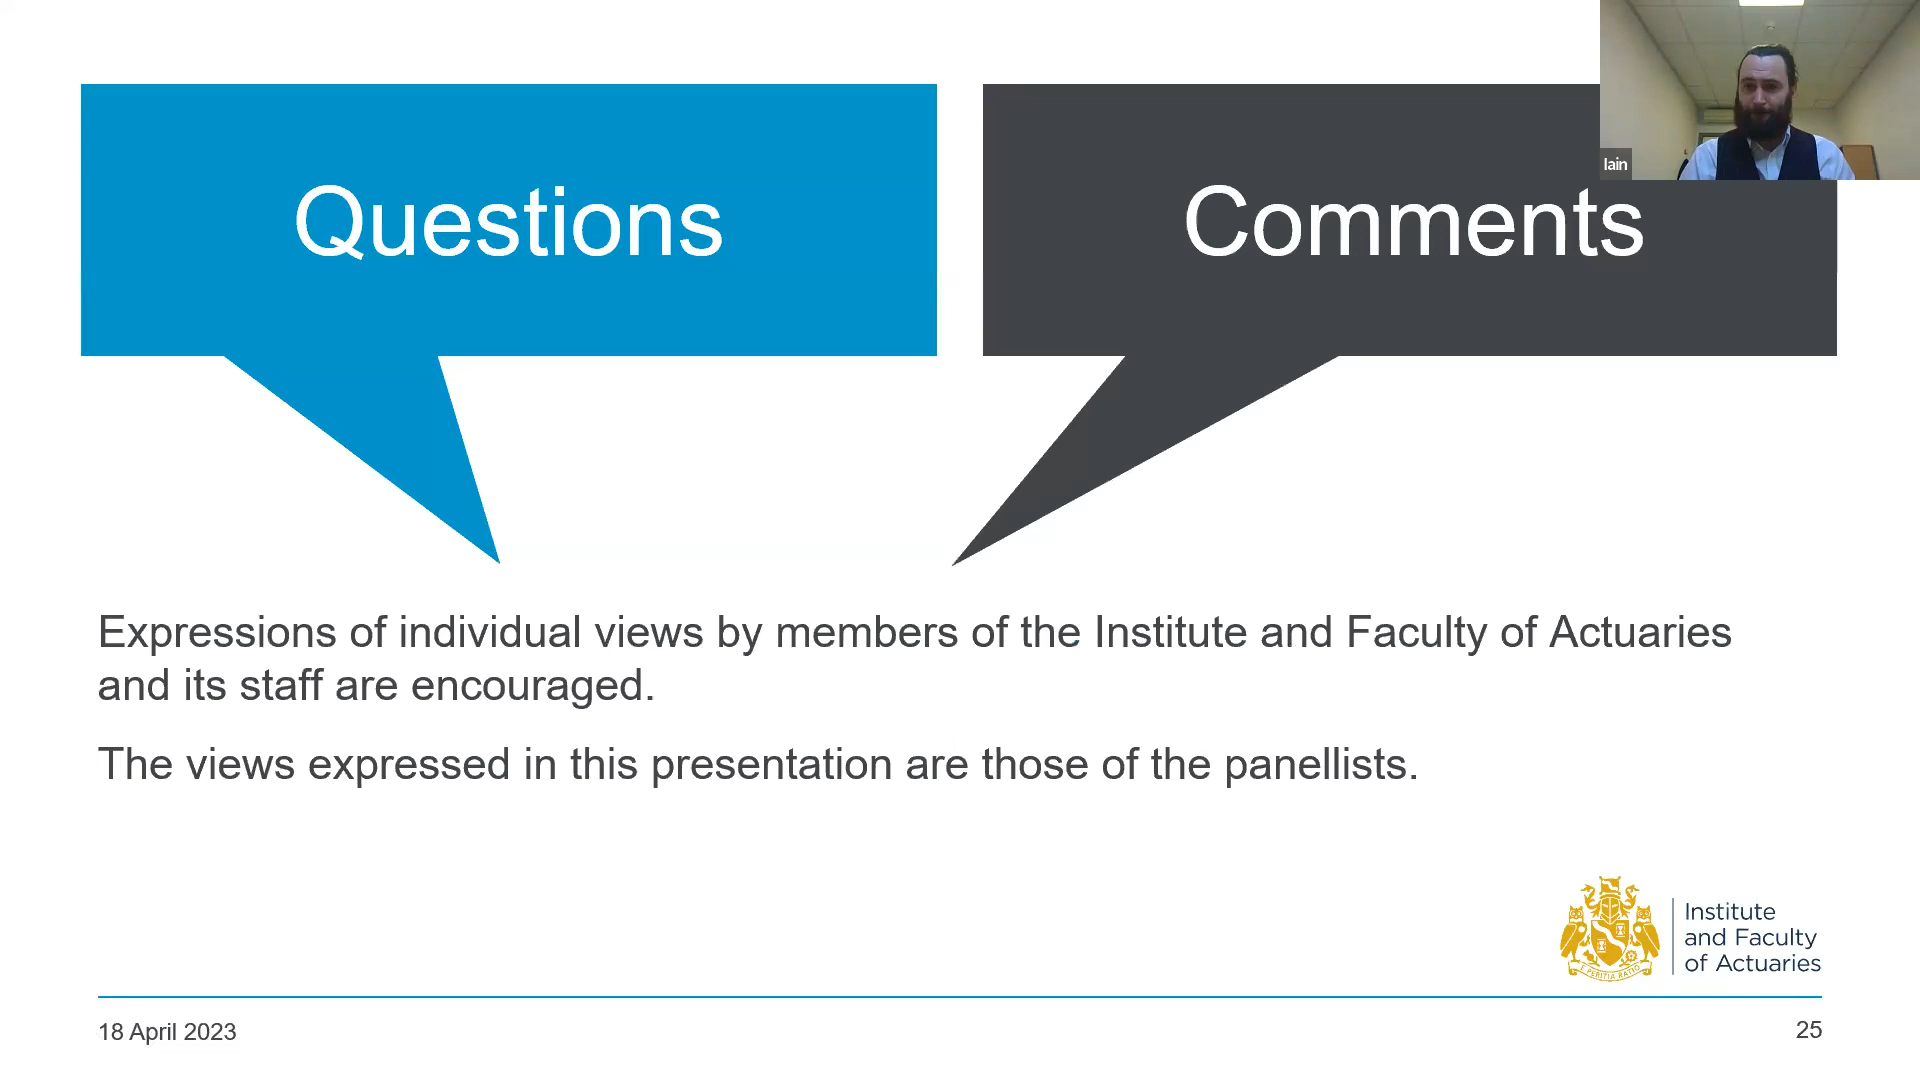 Questions
Comments
Iain
Expressions of individual views by members of the Institute and Faculty of Actuaries
and its staff are encouraged.
The views expressed in this presentation are those of the panellists.
E PERITIA RATIO
Institute
and Faculty
of Actuaries
18 April 2023
25